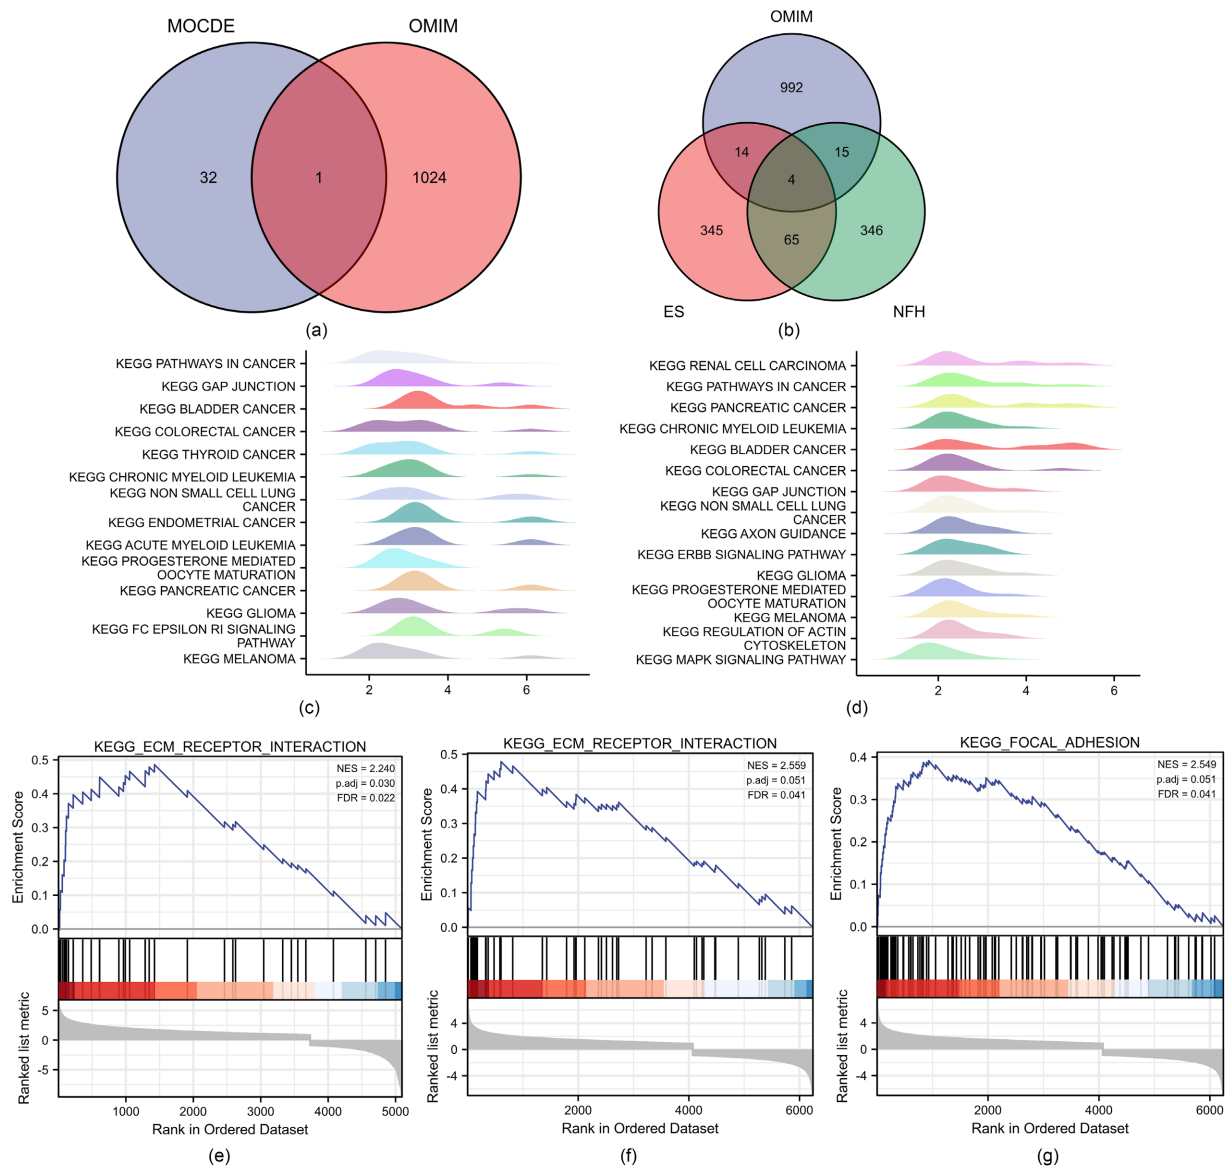 MOCDE
OMIM
32
1
1024
(a)
OMIM
992
14
15
4
345
65
346
ES
NFH
(b)
KEGG PATHWAYS IN CANCER
KEGG GAP JUNCTION
KEGG BLADDER CANCER
KEGG COLORECTAL CANCER
KEGG THYROID CANCER
KEGG CHRONIC MYELOID LEUKEMIA
KEGG NON SMALL CELL LUNG
CANCER
KEGG ENDOMETRIAL CANCER
KEGG ACUTE MYELOID LEUKEMIA
KEGG PROGESTERONE MEDIATED
OOCYTE MATURATION
KEGG PANCREATIC CANCER
KEGG GLIOMA
KEGG FC EPSILON RI SIGNALING
PATHWAY
KEGG MELANOMA
2 4 6
(c)
KEGG RENAL CELL CARCINOMA
KEGG PATHWAYS IN CANCER
KEGG PANCREATIC CANCER
KEGG CHRONIC MYELOID LEUKEMIA
KEGG BLADDER CANCER
KEGG COLORECTAL CANCER
KEGG GAP JUNCTION
KEGG NON SMALL CELL LUNG
CANCER
KEGG AXON GUIDANCE
KEGG ERBB SIGNALING PATHWAY
KEGG GLIOMA
KEGG PROGESTERONE MEDIATED
OOCYTE MATURATION
KEGG MELANOMA
KEGG REGULATION OF ACTIN
CYTOSKELETON
KEGG MAPK SIGNALING PATHWAY
2 4 6
(d)
KEGG_ECM_RECEPTOR_INTERACTION
NES = 2.240
p.adj = 0.030
FDR = 0.022
Enrichment Score
0.5
0.4
0.3
0.2
0.1
0.0
Ranked list metric
5
0
-5
1000 2000 3000 4000 5000
Rank in Ordered Dataset
(e)
KEGG_ECM_RECEPTOR_INTERACTION
NES = 2.559
p.adj = 0.051
FDR = 0.041
Enrichment Score
0.5
0.4
0.3
0.2
0.1
0.0
Ranked list metric
4
0
-4
2000 4000 6000
Rank in Ordered Dataset
(f)
KEGG_FOCAL_ADHESION
NES = 2.549
p.adj = 0.051
FDR = 0.041
Enrichment Score
0.4
0.3
0.2
0.1
0.0
Ranked list metric
4
0
-4
2000 4000 6000
Rank in Ordered Dataset
(g)